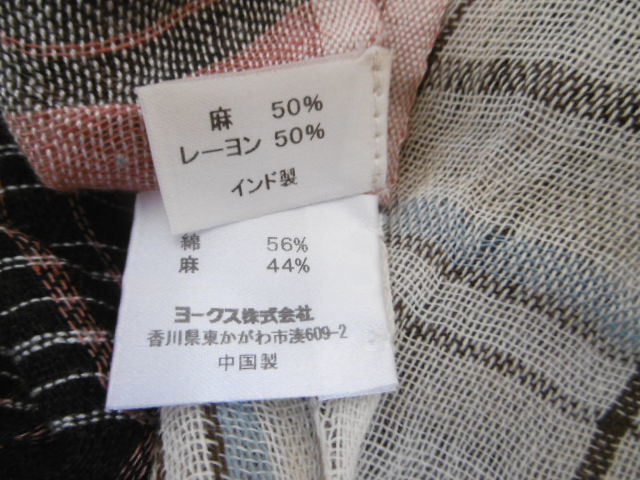 麻 50%
レーヨン 50%
インド製
綿 56%
麻 44%
ヨークス株式会社
香川県東かがわ市湊609-2
中国製